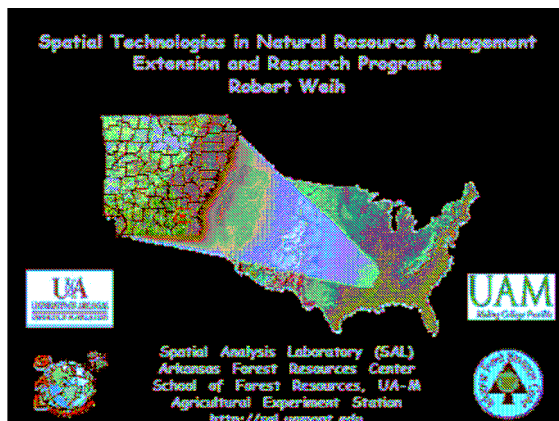 Spatial Technologies in Natural Resource Management
Extension and Research Programs
Robert Weih
UA
UAM
Spatial Analysis Laboratory (SAL)
Arkansas Forest Resources Center
School of Forest Resources, UA-M
Agricultural Experiment Station